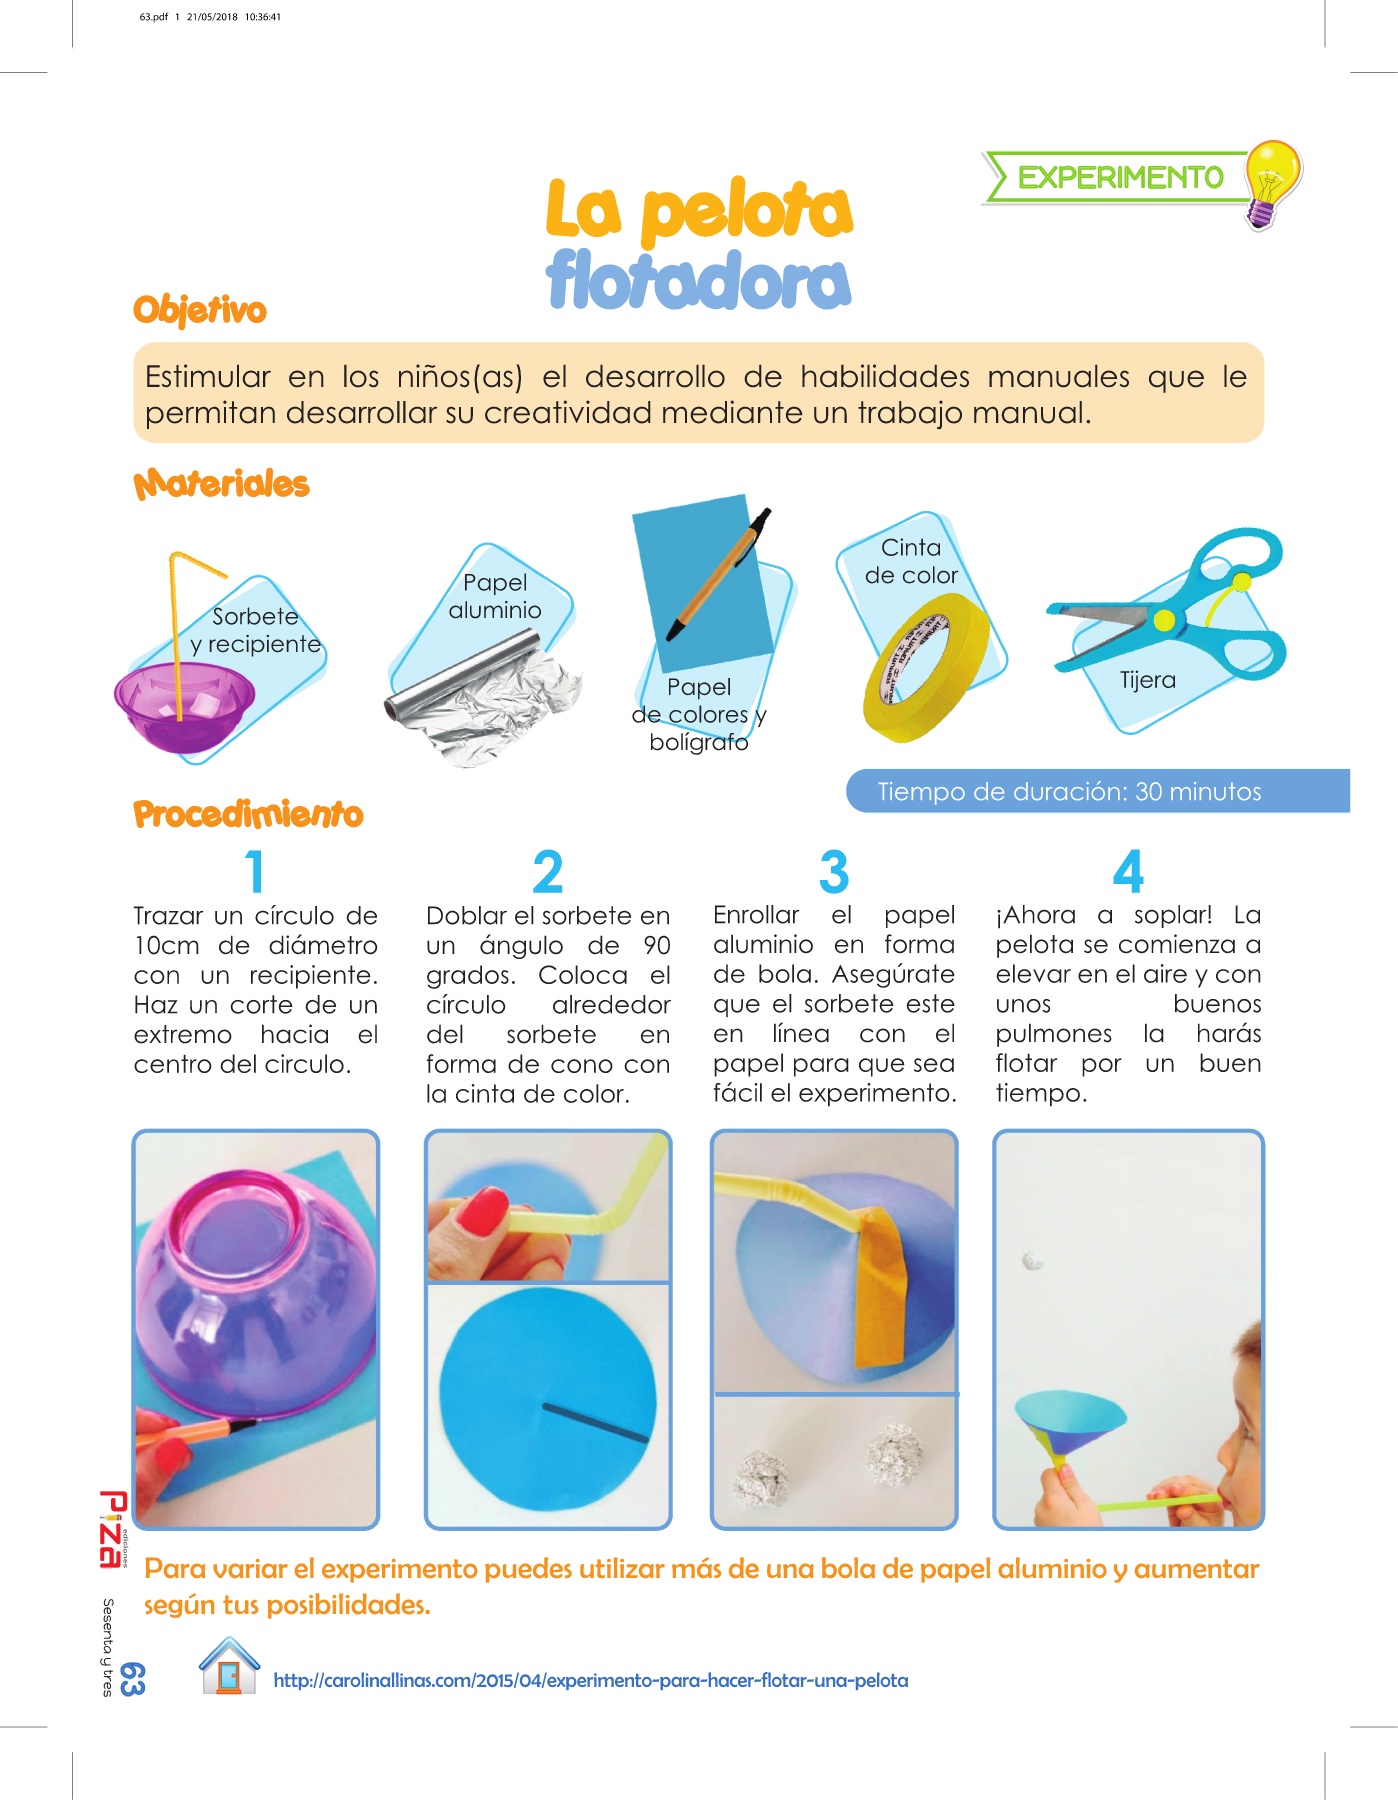 63.pdf 1 21/05/2018 10:36:41
EXPERIMENTO
La pelota
flotadora
Objetivo
Estimular en los niños(as) el desarrollo de habilidades manuales que le
permitan desarrollar su creatividad mediante un trabajo manual.
Materiales
Sorbete
y recipiente
Papel
aluminio
Papel
de colores y
bolígrafo
Cinta
de color
Tijera
Tiempo de duración: 30 minutos
Procedimiento
1
Trazar un círculo de
10cm de diámetro
con un recipiente.
Haz un corte de un
extremo hacia el
centro del circulo.
2
Doblar el sorbete en
un ángulo de 90
grados. Coloca el
círculo alrededor
del sorbete en
forma de cono con
la cinta de color.
3
Enrollar el papel
aluminio en forma
de bola. Asegúrate
que el sorbete este
en línea con el
papel para que sea
fácil el experimento.
4
¡Ahora a soplar! La
pelota se comienza a
elevar en el aire y con
unos buenos
pulmones la harás
flotar por un buen
tiempo.
Para variar el experimento puedes utilizar más de una bola de papel aluminio y aumentar
según tus posibilidades.
http://carolinallinas.com/2015/04/experimento-para-hacer-flotar-una-pelota
Piza
ediciones
Sesenta y tres
63